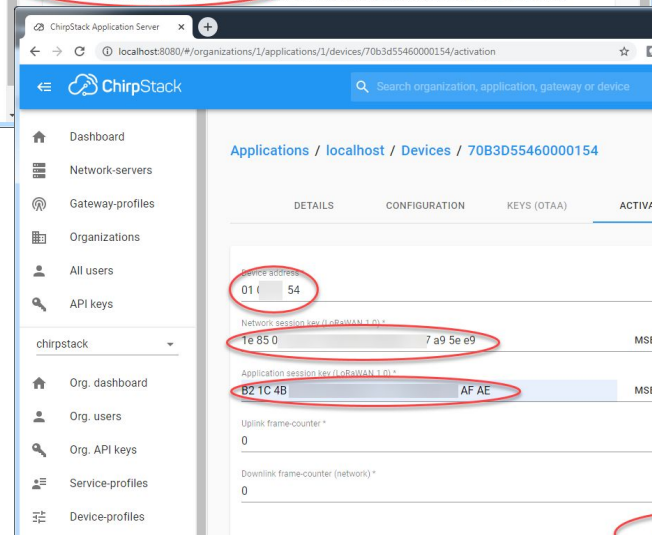 ChirpStack Application Server
localhost:8080/#/organizations/1/applications/1/devices/70b3d55460000154/activation
ChirpStack
Search organization, application, gateway or device
Dashboard
Network-servers
Gateway-profiles
Organizations
All users
API keys
chirpstack
Org. dashboard
Org. users
Org. API keys
Service-profiles
Device-profiles
Applications / localhost / Devices / 70B3D55460000154
DETAILS CONFIGURATION KEYS (OTAA) ACTIVA
Device address *
01 54
Network session key (LoRaWAN 1.0) *
1e 85 0 7 a9 5e e9 MSB
Application session key (LoRaWAN 1.0) *
B2 1C 4B AF AE MSB
Uplink frame-counter *
0
Downlink frame-counter (network) *
0